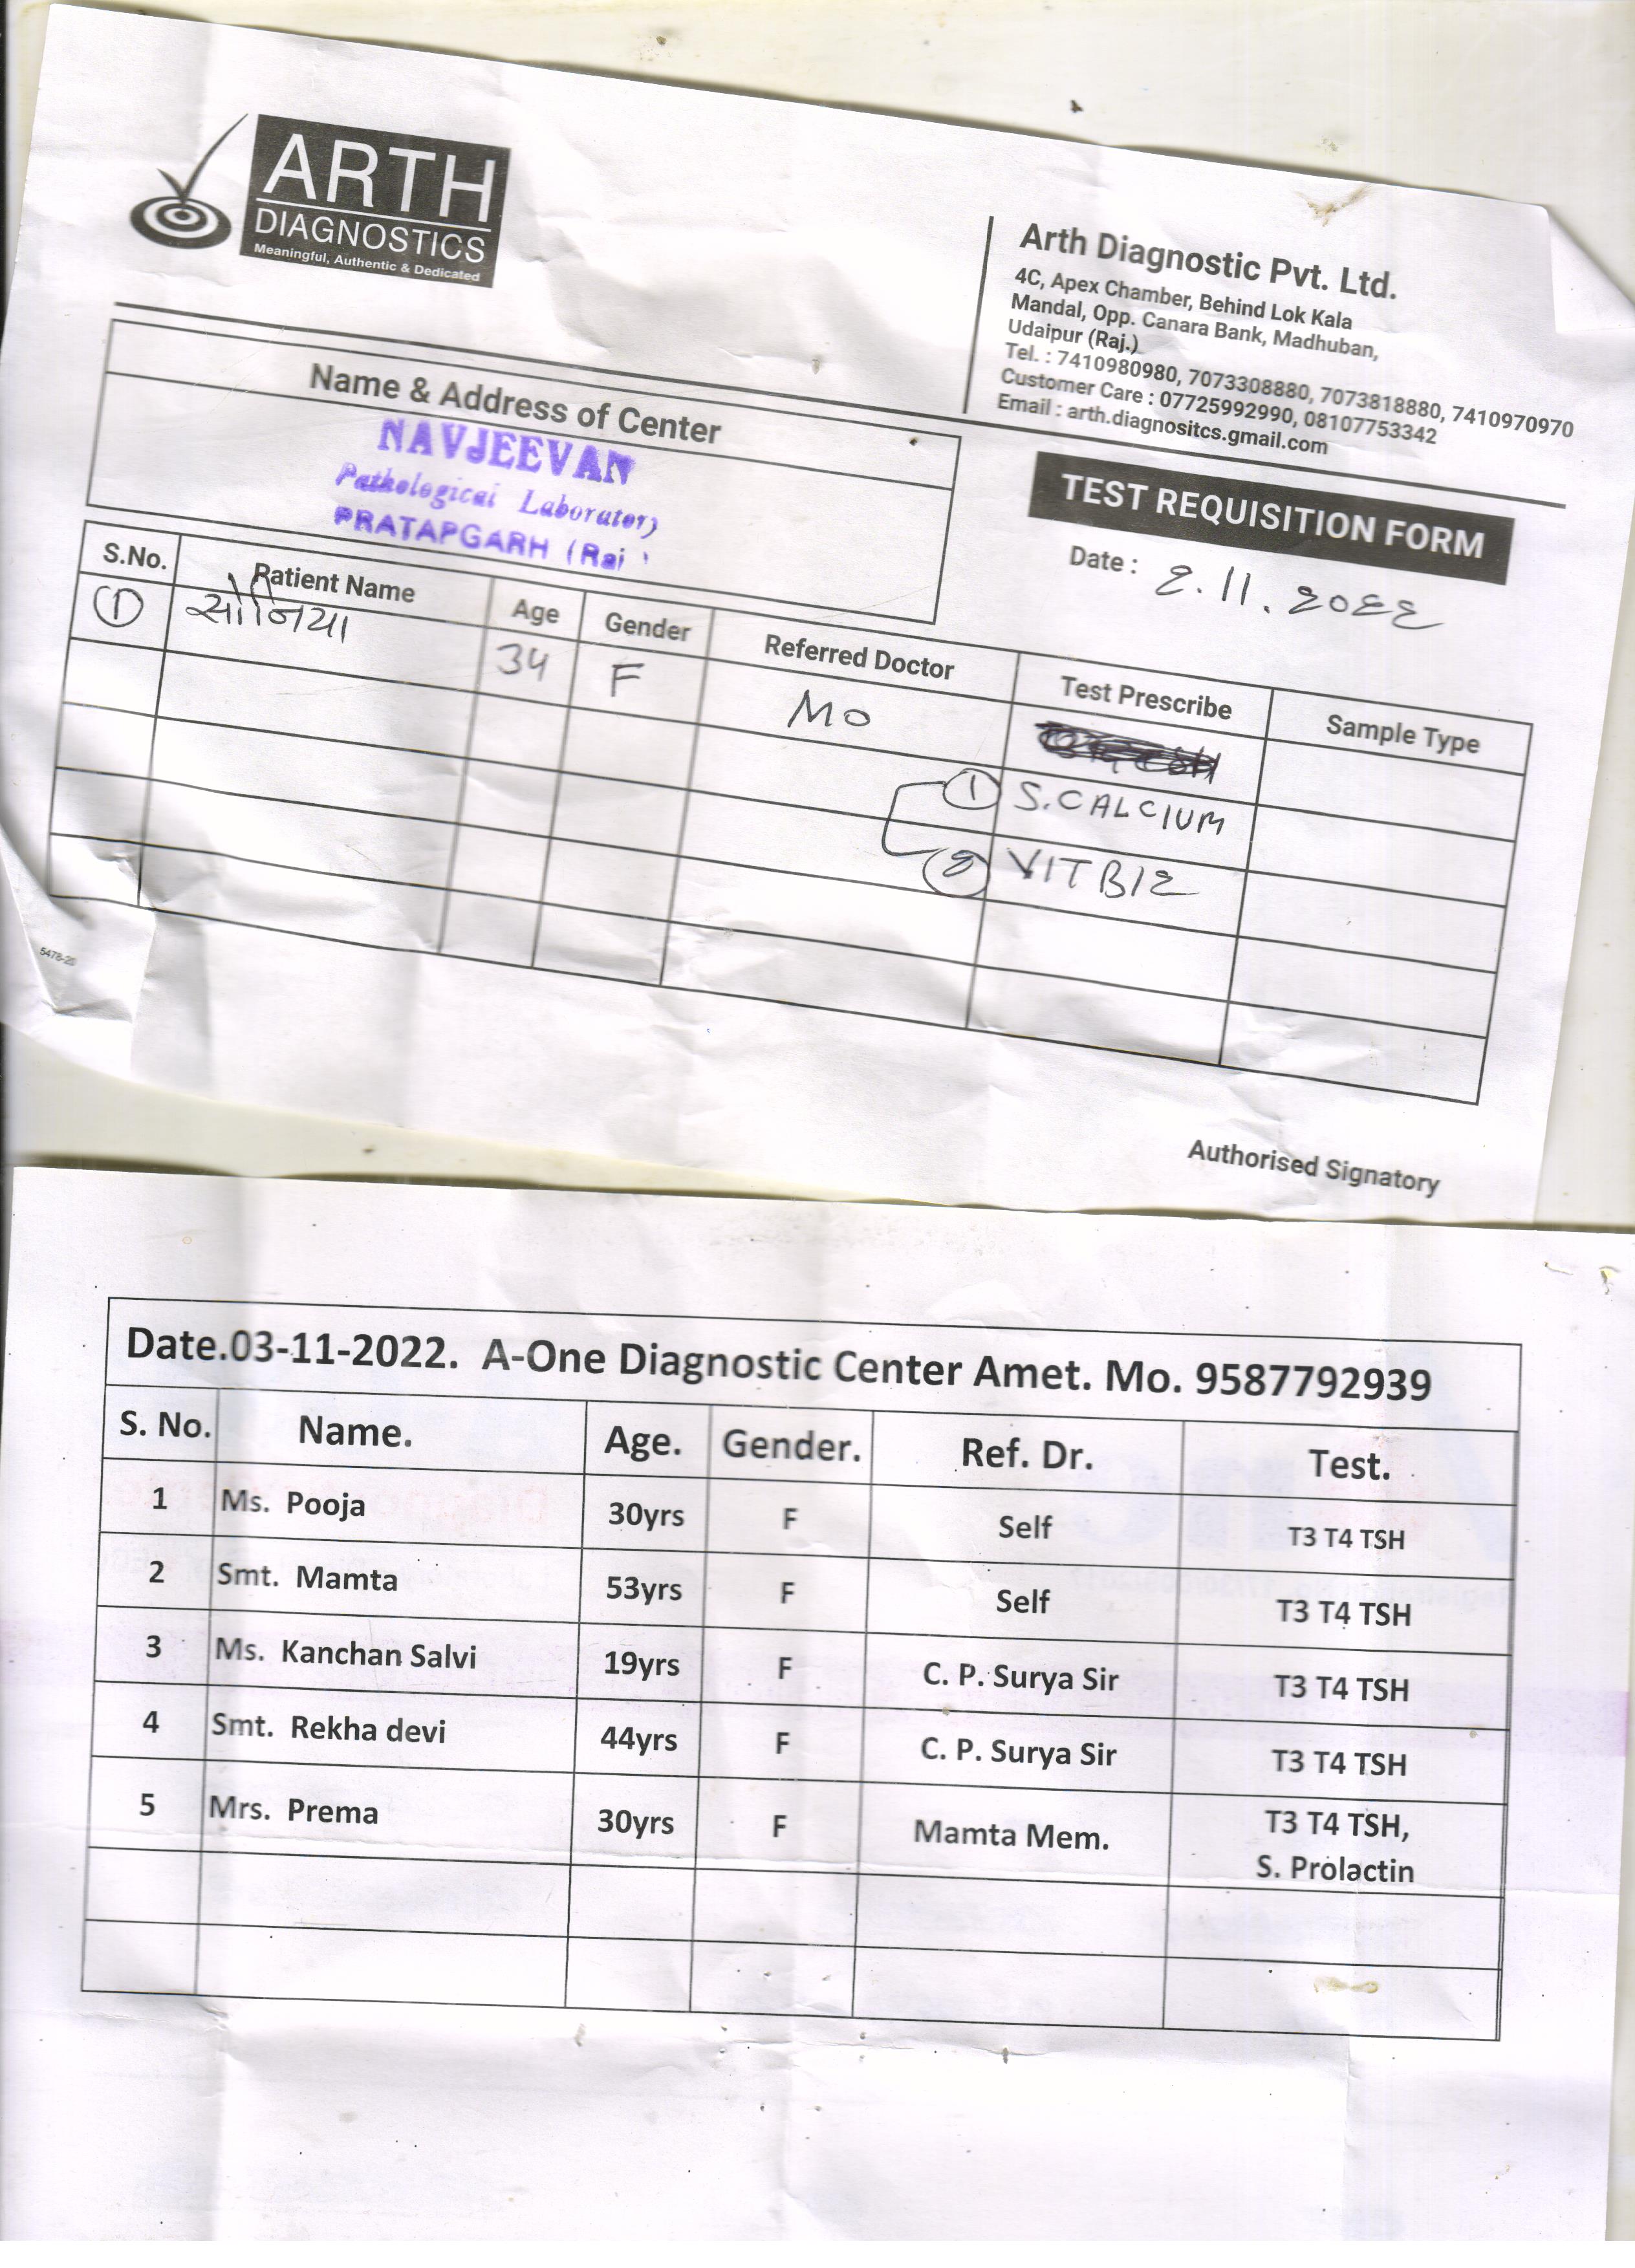 ARTH
DIAGNOSTICS
Meaningful, Authentic & Dedicated
Arth Diagnostic Pvt. Ltd.
4C, Apex Chamber, Behind Lok Kala
Mandal, Opp. Canara Bank, Madhuban,
Udaipur (Raj.)
Tel. : 7410980980, 7073308880, 7073818880, 7410970970
Customer Care : 07725992990, 08107753342
Email : arth.diagnositcs.gmail.com
Name & Address of Center
NAVJEEVAN
Pathological Laboratory
PRATAPGARH (Raj
TEST REQUISITION FORM
Date : 2.11.2022
S.No. Patient Name Age Gender Referred Doctor Test Prescribe Sample Type
1 सोनिया 34 F MO
1 S.CALCIUM
2 VIT B12
5478-20
Authorised Signatory
Date.03-11-2022. A-One Diagnostic Center Amet. Mo. 9587792939
S. No. Name. Age. Gender. Ref. Dr. Test.
1 Ms. Pooja 30yrs F Self T3 T4 TSH
2 Smt. Mamta 53yrs F Self T3 T4 TSH
3 Ms. Kanchan Salvi 19yrs F C. P. Surya Sir T3 T4 TSH
4 Smt. Rekha devi 44yrs F C. P. Surya Sir T3 T4 TSH
5 Mrs. Prema 30yrs F Mamta Mem. T3 T4 TSH,
S. Prolactin